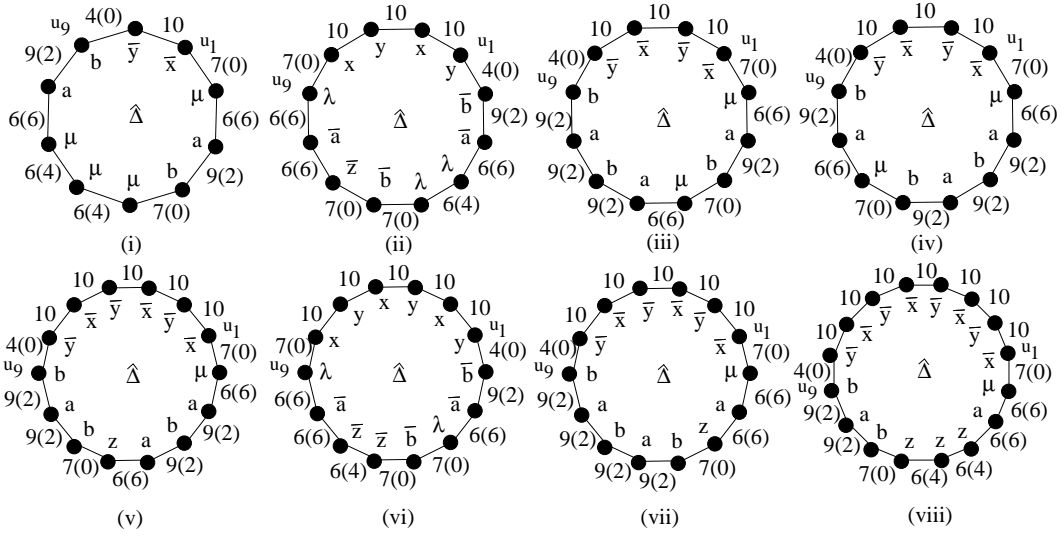 4(0) 10
u9 u1
9(2) b y̅ x̅ 7(0)
a μ
6(6) Δ̂ 6(6)
μ a
6(4) μ μ b 9(2)
6(4) 7(0)
(i)
10
10 10
y x u1
7(0) x y 4(0)
u9 λ b̅
6(6) Δ̂ 9(2)
a̅ a̅
6(6) z̅ b̅ λ λ 6(6)
7(0) 7(0) 6(4)
(ii)
10
10 10
x̅ y̅ u1
4(0) y̅ x̅ 7(0)
u9 b μ
9(2) Δ̂ 6(6)
a a
9(2) b a μ b 9(2)
9(2) 6(6) 7(0)
(iii)
10
10 10
x̅ y̅ u1
4(0) y̅ x̅ 7(0)
u9 b μ
9(2) Δ̂ 6(6)
a a
6(6) μ b a b 9(2)
7(0) 9(2) 9(2)
(iv)
10
10 10
10 y̅ x̅ 10
x̅ y̅ u1
4(0) y̅ x̅ 7(0)
u9 b Δ̂ μ
9(2) a a 6(6)
9(2) b z a b 9(2)
7(0) 6(6) 9(2)
(v)
10
10 10
10 x y 10
y x u1
7(0) x y 4(0)
u9 λ Δ̂ b̅
6(6) a̅ a̅ 9(2)
6(6) z̅ z̅ b̅ λ 6(6)
6(4) 7(0) 7(0)
(vi)
10
10 10
10 y̅ x̅ 10
x̅ y̅ u1
4(0) y̅ x̅ 7(0)
u9 b Δ̂ μ
9(2) a a 6(6)
9(2) b a b z 6(6)
9(2) 9(2) 7(0)
(vii)
10
10 10
10 x̅ y̅ 10
10 y̅ x̅ 10
x̅ y̅ u1
4(0) y̅ x̅ 7(0)
u9 b Δ̂ μ
9(2) a a 6(6)
9(2) b z z z 6(6)
7(0) 6(4) 6(4)
(viii)